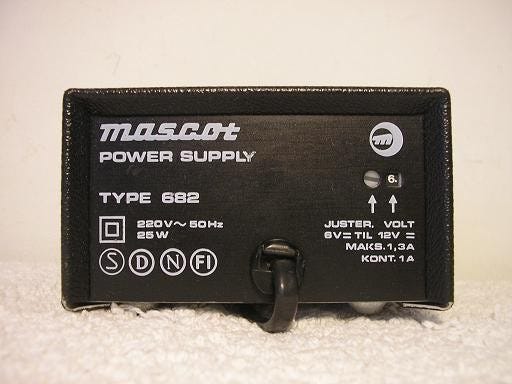 mascot
m
POWER SUPPLY
TYPE 682
6.
220V~ 50Hz
25W
JUSTER. VOLT
6V⎓ TIL 12V⎓
MAKS.1,3A
KONT.1A
S D N FI